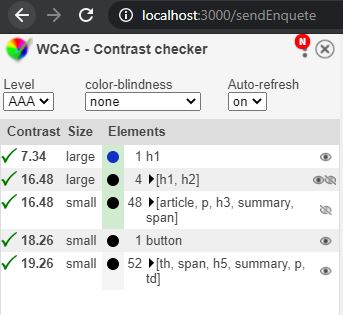 localhost:3000/sendEnquete
WCAG - Contrast checker
N
Level color-blindness Auto-refresh
AAA none on
Contrast Size Elements
7.34 large 1 h1
16.48 large 4 [h1, h2]
16.48 small 48 [article, p, h3, summary,
span]
18.26 small 1 button
19.26 small 52 [th, span, h5, summary, p,
td]